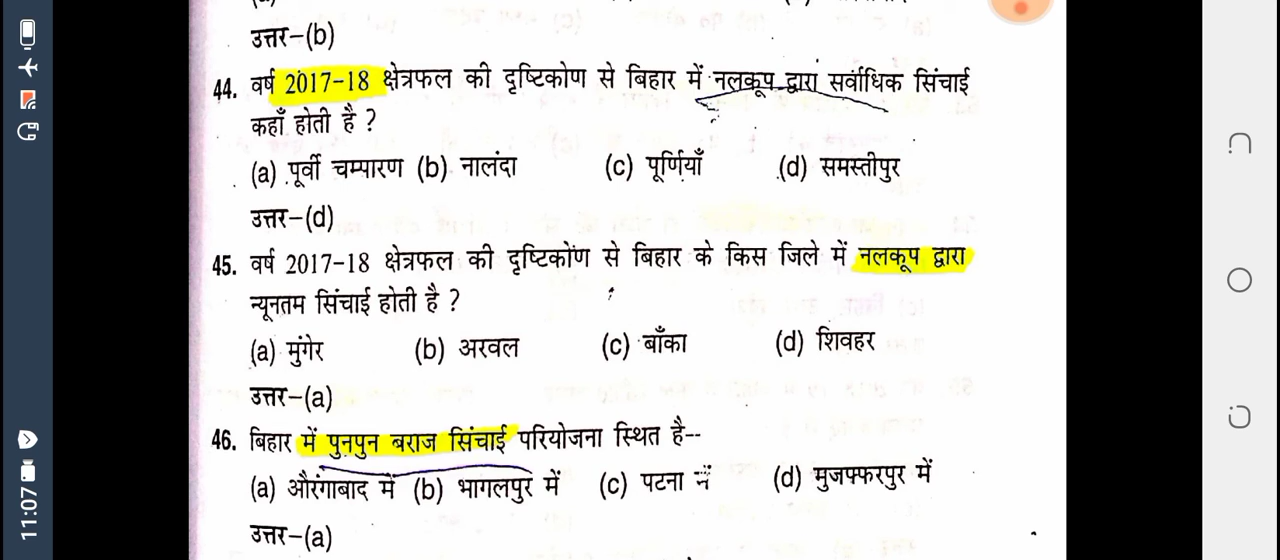 उत्तर–(b)
44. वर्ष 2017-18 क्षेत्रफल की दृष्टिकोण से बिहार में नलकूप द्वारा सर्वाधिक सिंचाई
कहाँ होती है ?
(a) पूर्वी चम्पारण (b) नालंदा (c) पूर्णियाँ (d) समस्तीपुर
उत्तर–(d)
45. वर्ष 2017-18 क्षेत्रफल की दृष्टिकोण से बिहार के किस जिले में नलकूप द्वारा
न्यूनतम सिंचाई होती है ?
(a) मुंगेर (b) अरवल (c) बाँका (d) शिवहर
उत्तर–(a)
46. बिहार में पुनपुन बराज सिंचाई परियोजना स्थित है--
(a) औरंगाबाद में (b) भागलपुर में (c) पटना में (d) मुजफ्फरपुर में
उत्तर–(a)
11:07